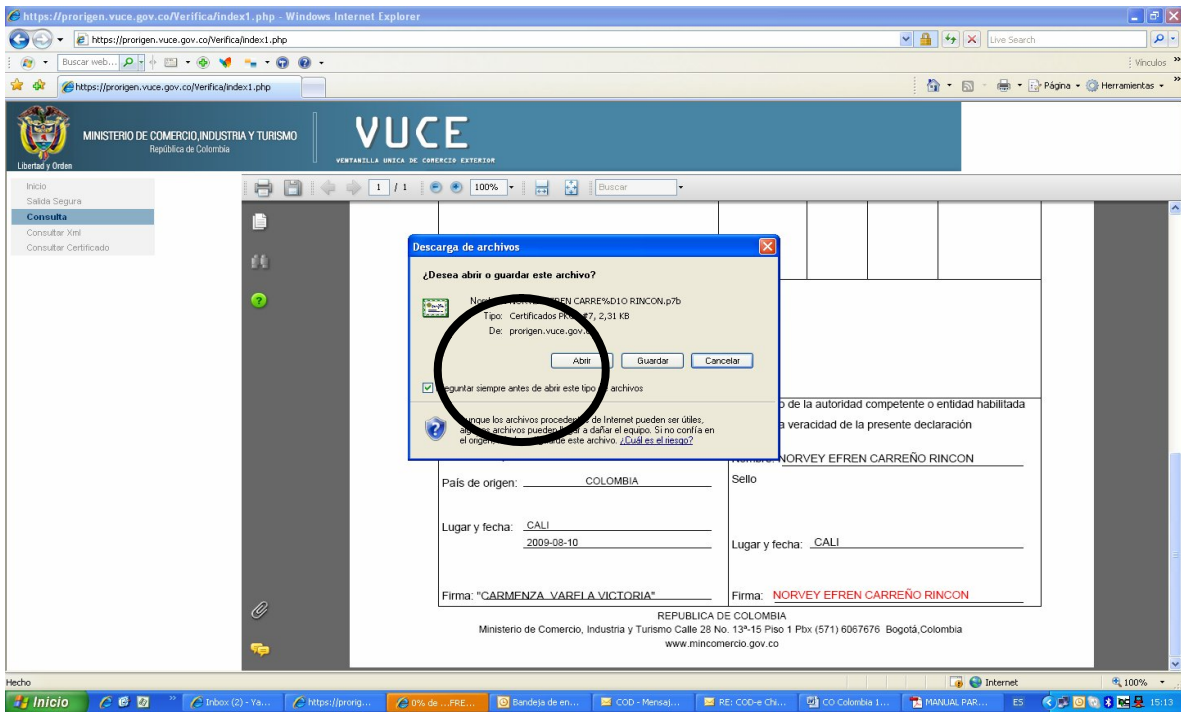 https://prorigen.vuce.gov.co/Verifica/index1.php - Windows Internet Explorer
https://prorigen.vuce.gov.co/Verifica/index1.php
Live Search
Buscar web...
Vínculos
https://prorigen.vuce.gov.co/Verifica/index1.php
Página
Herramientas
MINISTERIO DE COMERCIO,INDUSTRIA Y TURISMO
República de Colombia
Libertad y Orden
VUCE
VENTANILLA UNICA DE COMERCIO EXTERIOR
Inicio
Salida Segura
Consulta
Consultar Xml
Consultar Certificado
1 / 1
100%
Buscar
Descarga de archivos
¿Desea abrir o guardar este archivo?
CARRE%D1O RINCON.p7b
Tipo: Certificados #7, 2,31 KB
De: prorigen.vuce.gov.
Abrir
Guardar
Cancelar
siempre antes de abrir este tipo archivos
los archivos de Internet pueden ser útiles,
archivos pueden a dañar el equipo. Si no confía en
el origen, este archivo. ¿Cuál es el riesgo?
de la autoridad competente o entidad habilitada
veracidad de la presente declaración
NORVEY EFREN CARREÑO RINCON
País de origen: COLOMBIA
Sello
Lugar y fecha: CALI
2009-08-10
Lugar y fecha: CALI
Firma: "CARMENZA VARELA VICTORIA"
Firma: NORVEY EFREN CARREÑO RINCON
REPUBLICA DE COLOMBIA
Ministerio de Comercio, Industria y Turismo Calle 28 No. 13ª-15 Piso 1 Pbx (571) 6067676 Bogotá,Colombia
www.mincomercio.gov.co
Hecho
Internet
100%
Inicio
Inbox (2) - Ya...
https://prorig...
0% de ...FRE...
Bandeja de en...
COD - Mensaj...
RE: COD-e Chi...
CO Colombia 1...
MANUAL PAR...
ES
15:13